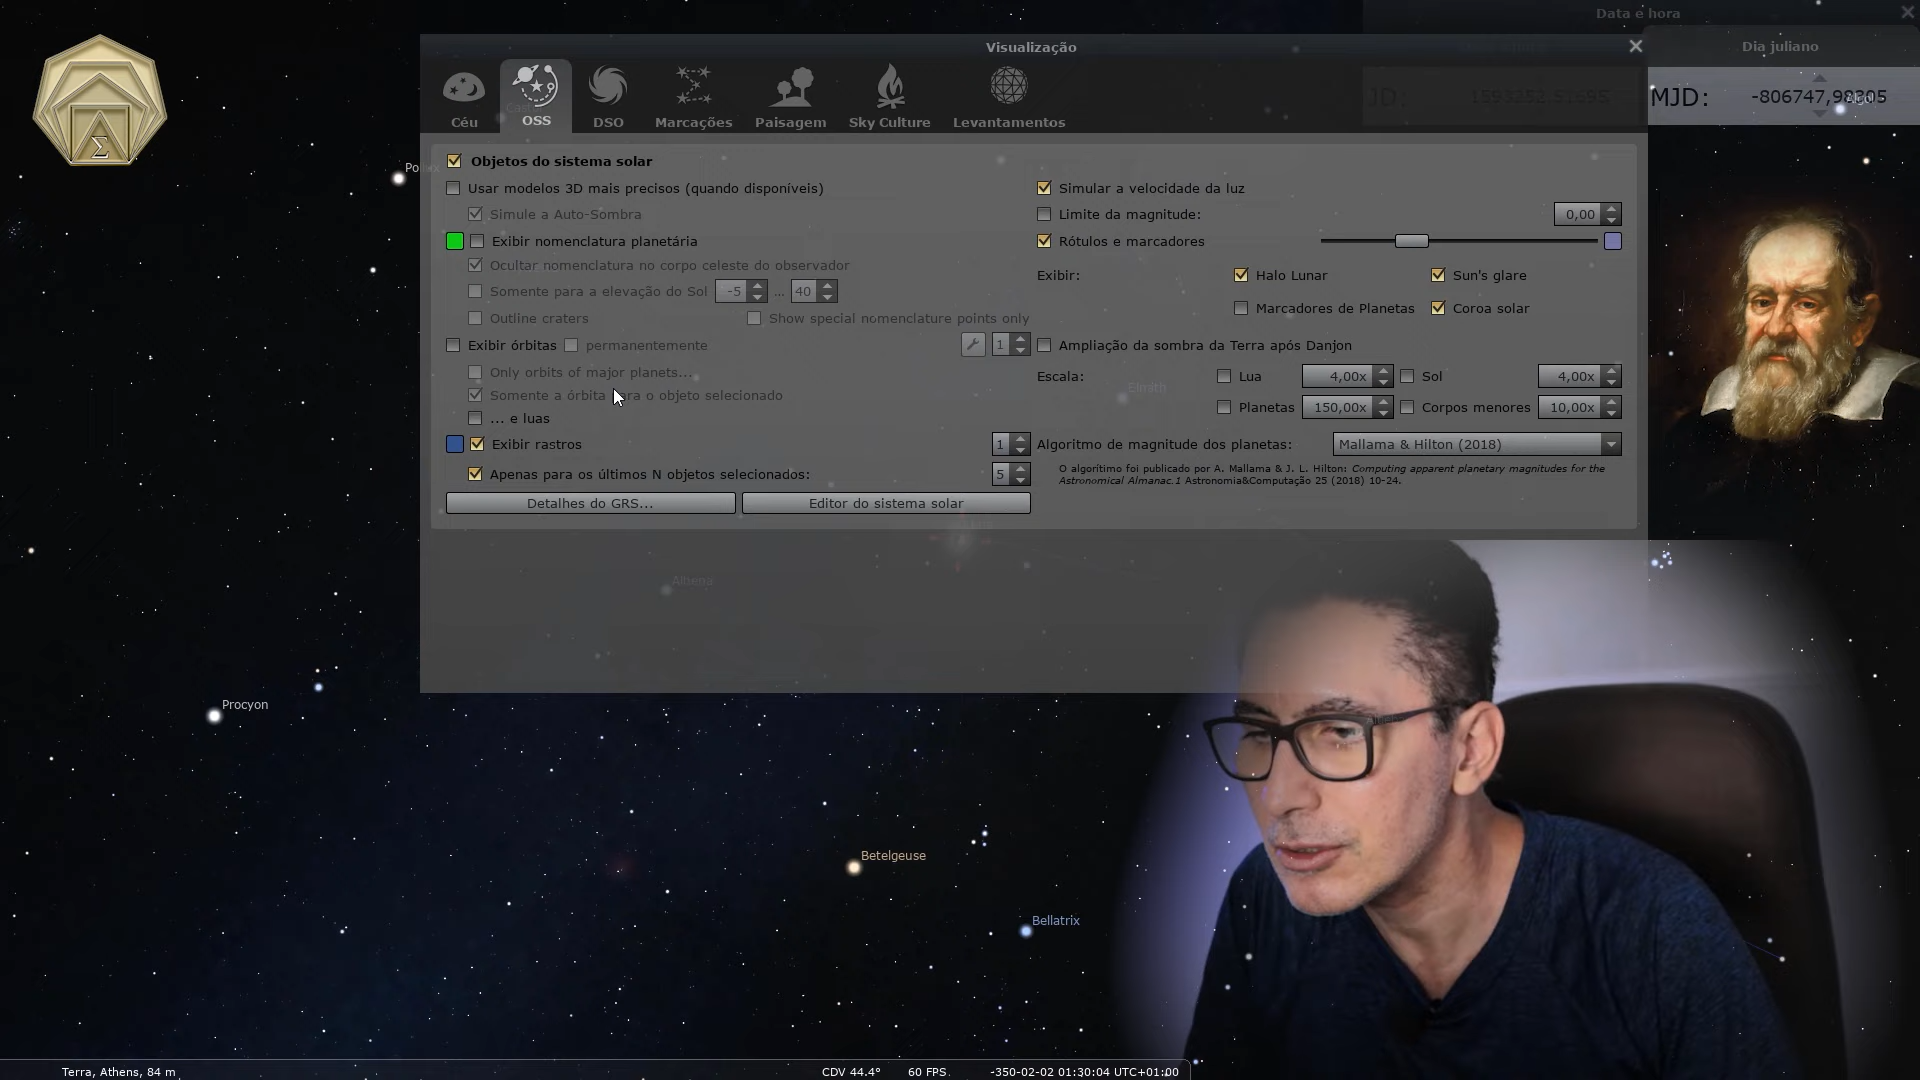 Data e hora
Visualização
Dia juliano
JD:
MJD:
-806747,98305
Céu
OSS
DSO
Marcações
Paisagem
Sky Culture
Levantamentos
Objetos do sistema solar
Usar modelos 3D mais precisos (quando disponíveis)
Simule a Auto-Sombra
Exibir nomenclatura planetária
Ocultar nomenclatura no corpo celeste do observador
Somente para a elevação do Sol -5 ... 40
Outline craters
Show special nomenclature points only
Exibir órbitas
permanentemente
1
Only orbits of major planets...
Somente a órbita para o objeto selecionado
... e luas
Exibir rastros
1
Apenas para os últimos N objetos selecionados:
5
Detalhes do GRS...
Editor do sistema solar
Simular a velocidade da luz
Limite da magnitude:
0,00
Rótulos e marcadores
Exibir:
Halo Lunar
Sun's glare
Marcadores de Planetas
Coroa solar
Ampliação da sombra da Terra após Danjon
Escala:
Lua
4,00x
Sol
4,00x
Planetas
150,00x
Corpos menores
10,00x
Algoritmo de magnitude dos planetas:
Mallama & Hilton (2018)
O algorítimo foi publicado por A. Mallama & J. L. Hilton: Computing apparent planetary magnitudes for the
Astronomical Almanac.1 Astronomia&Computação 25 (2018) 10-24.
Elnath
Alhena
Procyon
Betelgeuse
Bellatrix
Σ
Terra, Athens, 84 m
CDV 44.4°
60 FPS
-350-02-02 01:30:04 UTC+01:00